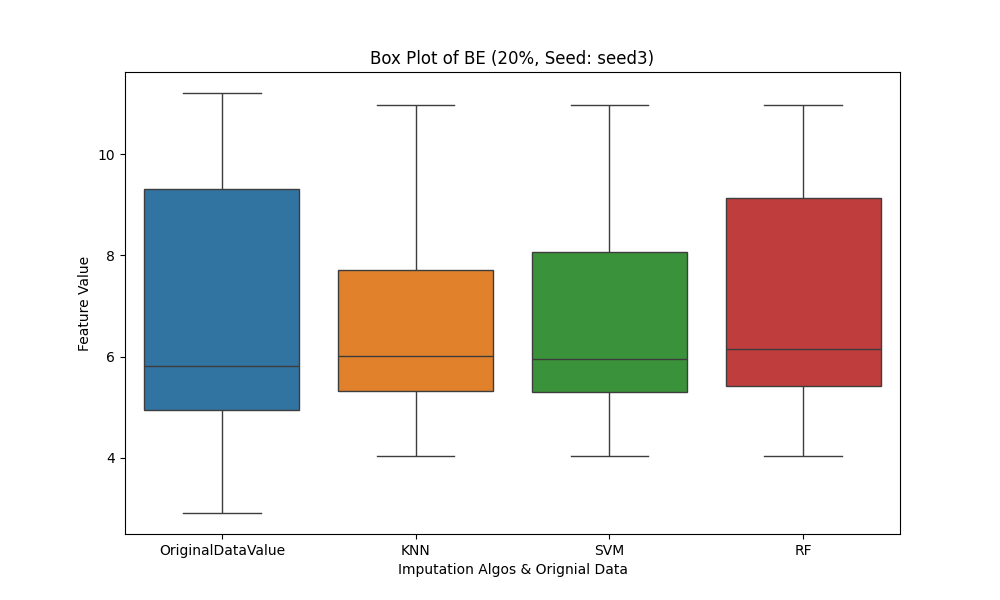 Box Plot of BE (20%, Seed: seed3)
10
8
6
4
Feature Value
OriginalDataValue
KNN
SVM
RF
Imputation Algos & Orignial Data